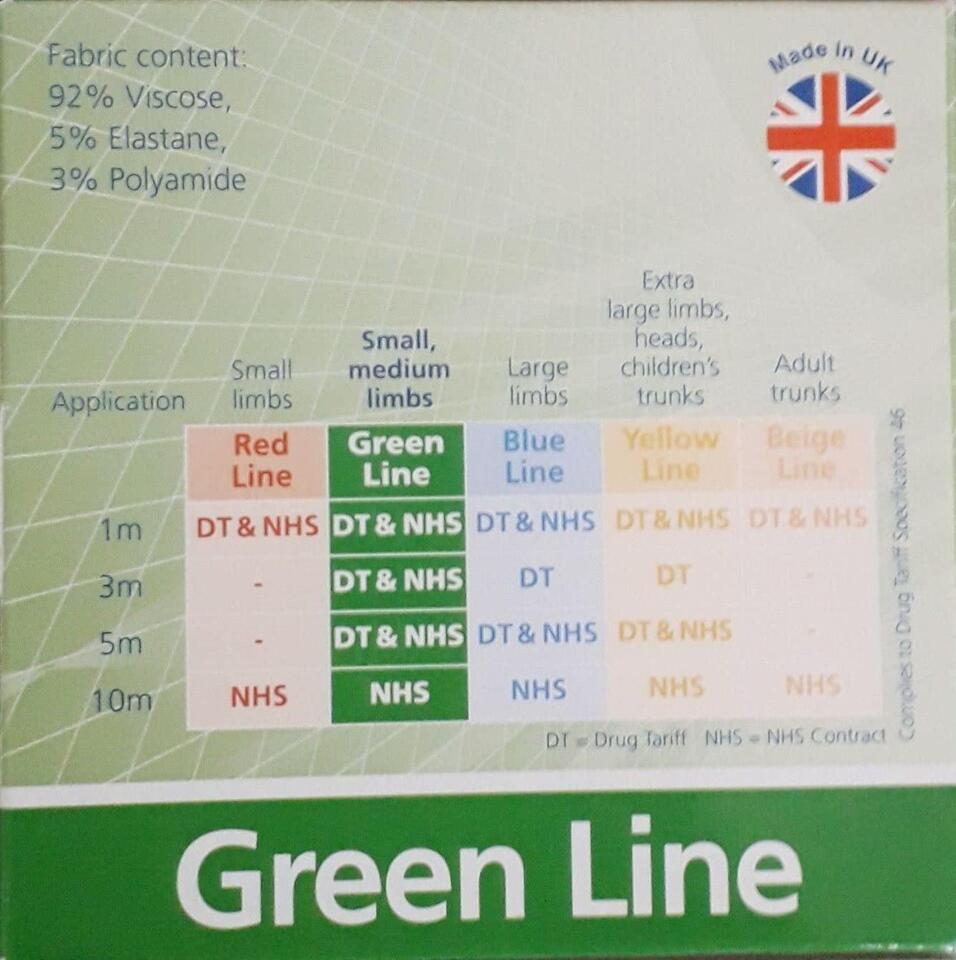 Fabric content:
92% Viscose,
5% Elastane,
3% Polyamide
Made in UK
Application
Small
limbs
Small,
medium
limbs
Large
limbs
Extra
large limbs,
heads,
children's
trunks
Adult
trunks
Red
Line
Green
Line
Blue
Line
Yellow
Line
Beige
Line
1m DT & NHS DT & NHS DT & NHS DT & NHS DT & NHS
3m - DT & NHS DT DT -
5m - DT & NHS DT & NHS DT & NHS -
10m NHS NHS NHS NHS NHS
DT = Drug Tariff NHS = NHS Contract
Complies to Drug Tariff Specification 46
Green Line